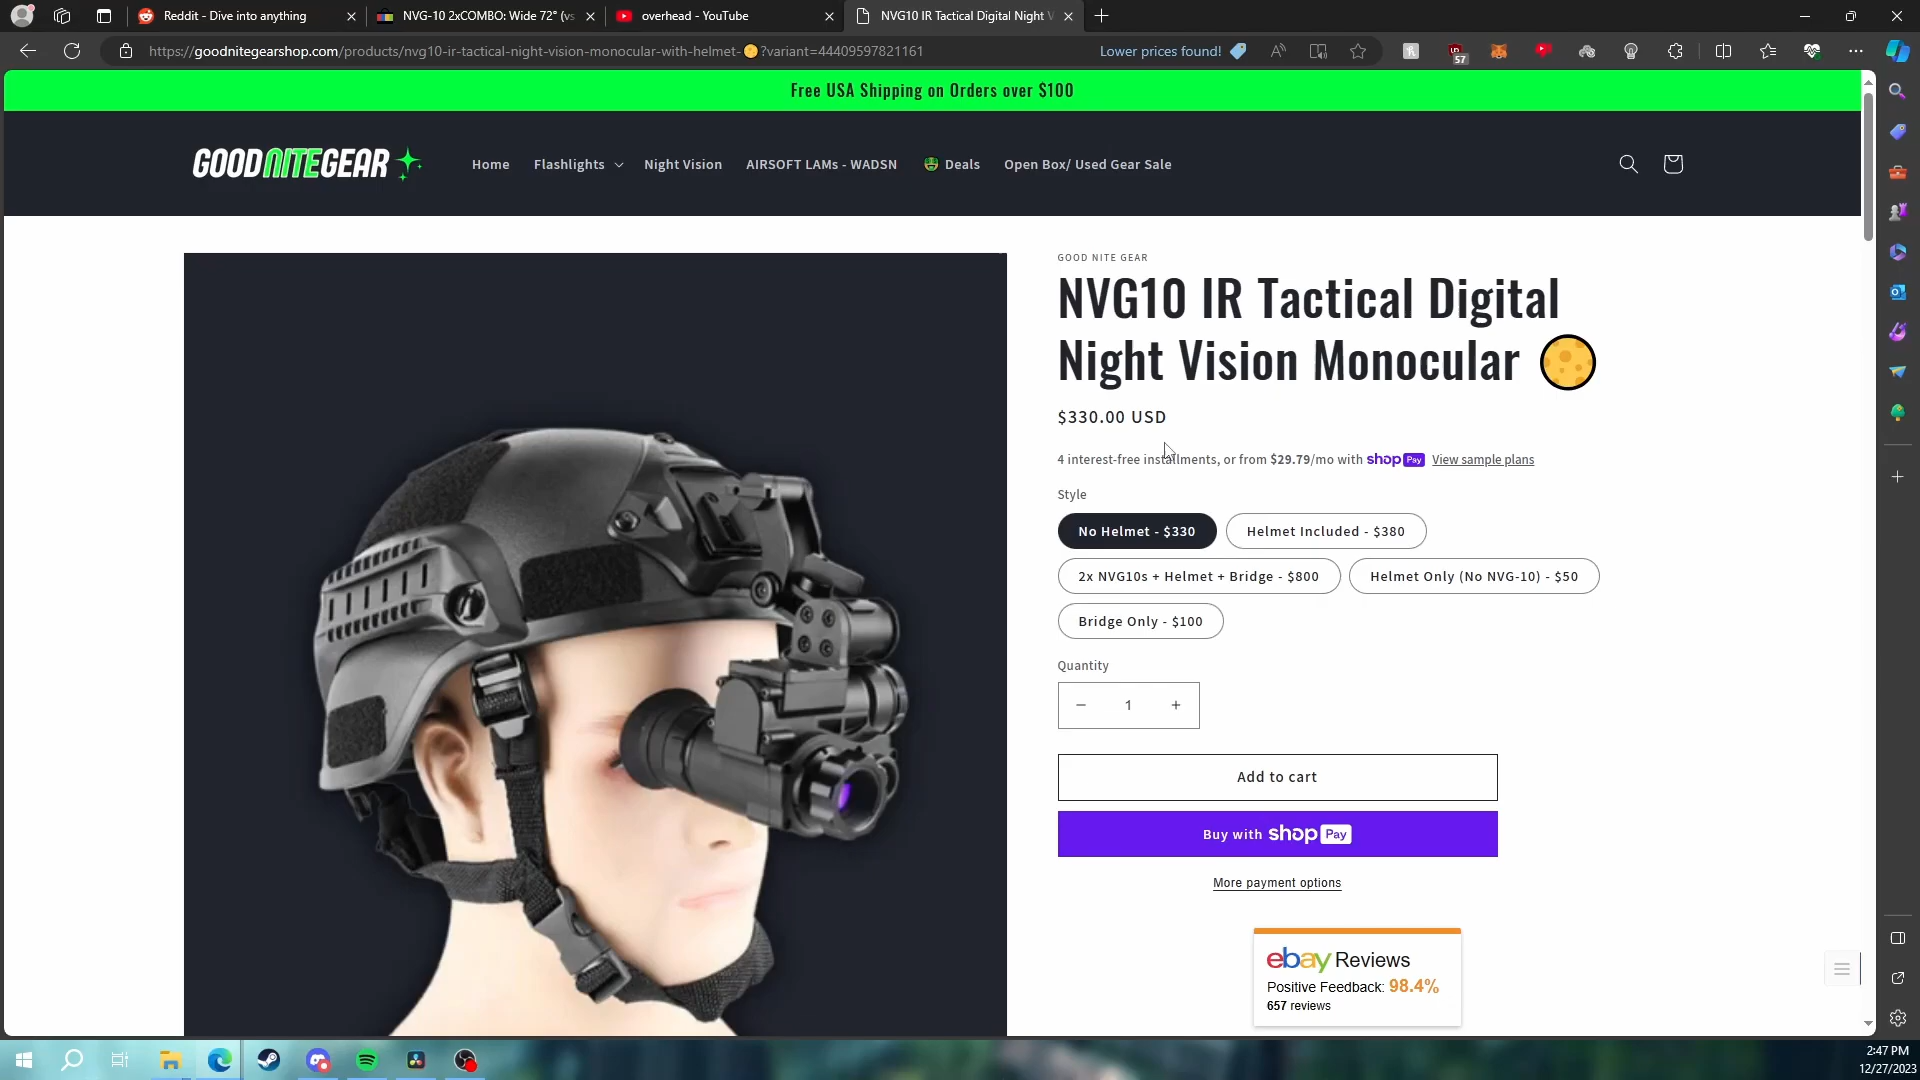 Reddit - Dive into anything
NVG-10 2xCOMBO: Wide 72° (vs
overhead - YouTube
NVG10 IR Tactical Digital Night V
https://goodnitegearshop.com/products/nvg10-ir-tactical-night-vision-monocular-with-helmet-🌕?variant=44409597821161
Lower prices found!
57
Free USA Shipping on Orders over $100
GOODNITEGEAR
Home
Flashlights
Night Vision
AIRSOFT LAMs - WADSN
🤑 Deals
Open Box/ Used Gear Sale
GOOD NITE GEAR
NVG10 IR Tactical Digital
Night Vision Monocular 🌕
$330.00 USD
4 interest-free installments, or from $29.79/mo with shop Pay View sample plans
Style
No Helmet - $330
Helmet Included - $380
2x NVG10s + Helmet + Bridge - $800
Helmet Only (No NVG-10) - $50
Bridge Only - $100
Quantity
− 1 +
Add to cart
Buy with shop Pay
More payment options
ebay Reviews
Positive Feedback: 98.4%
657 reviews
2:47 PM
12/27/2023